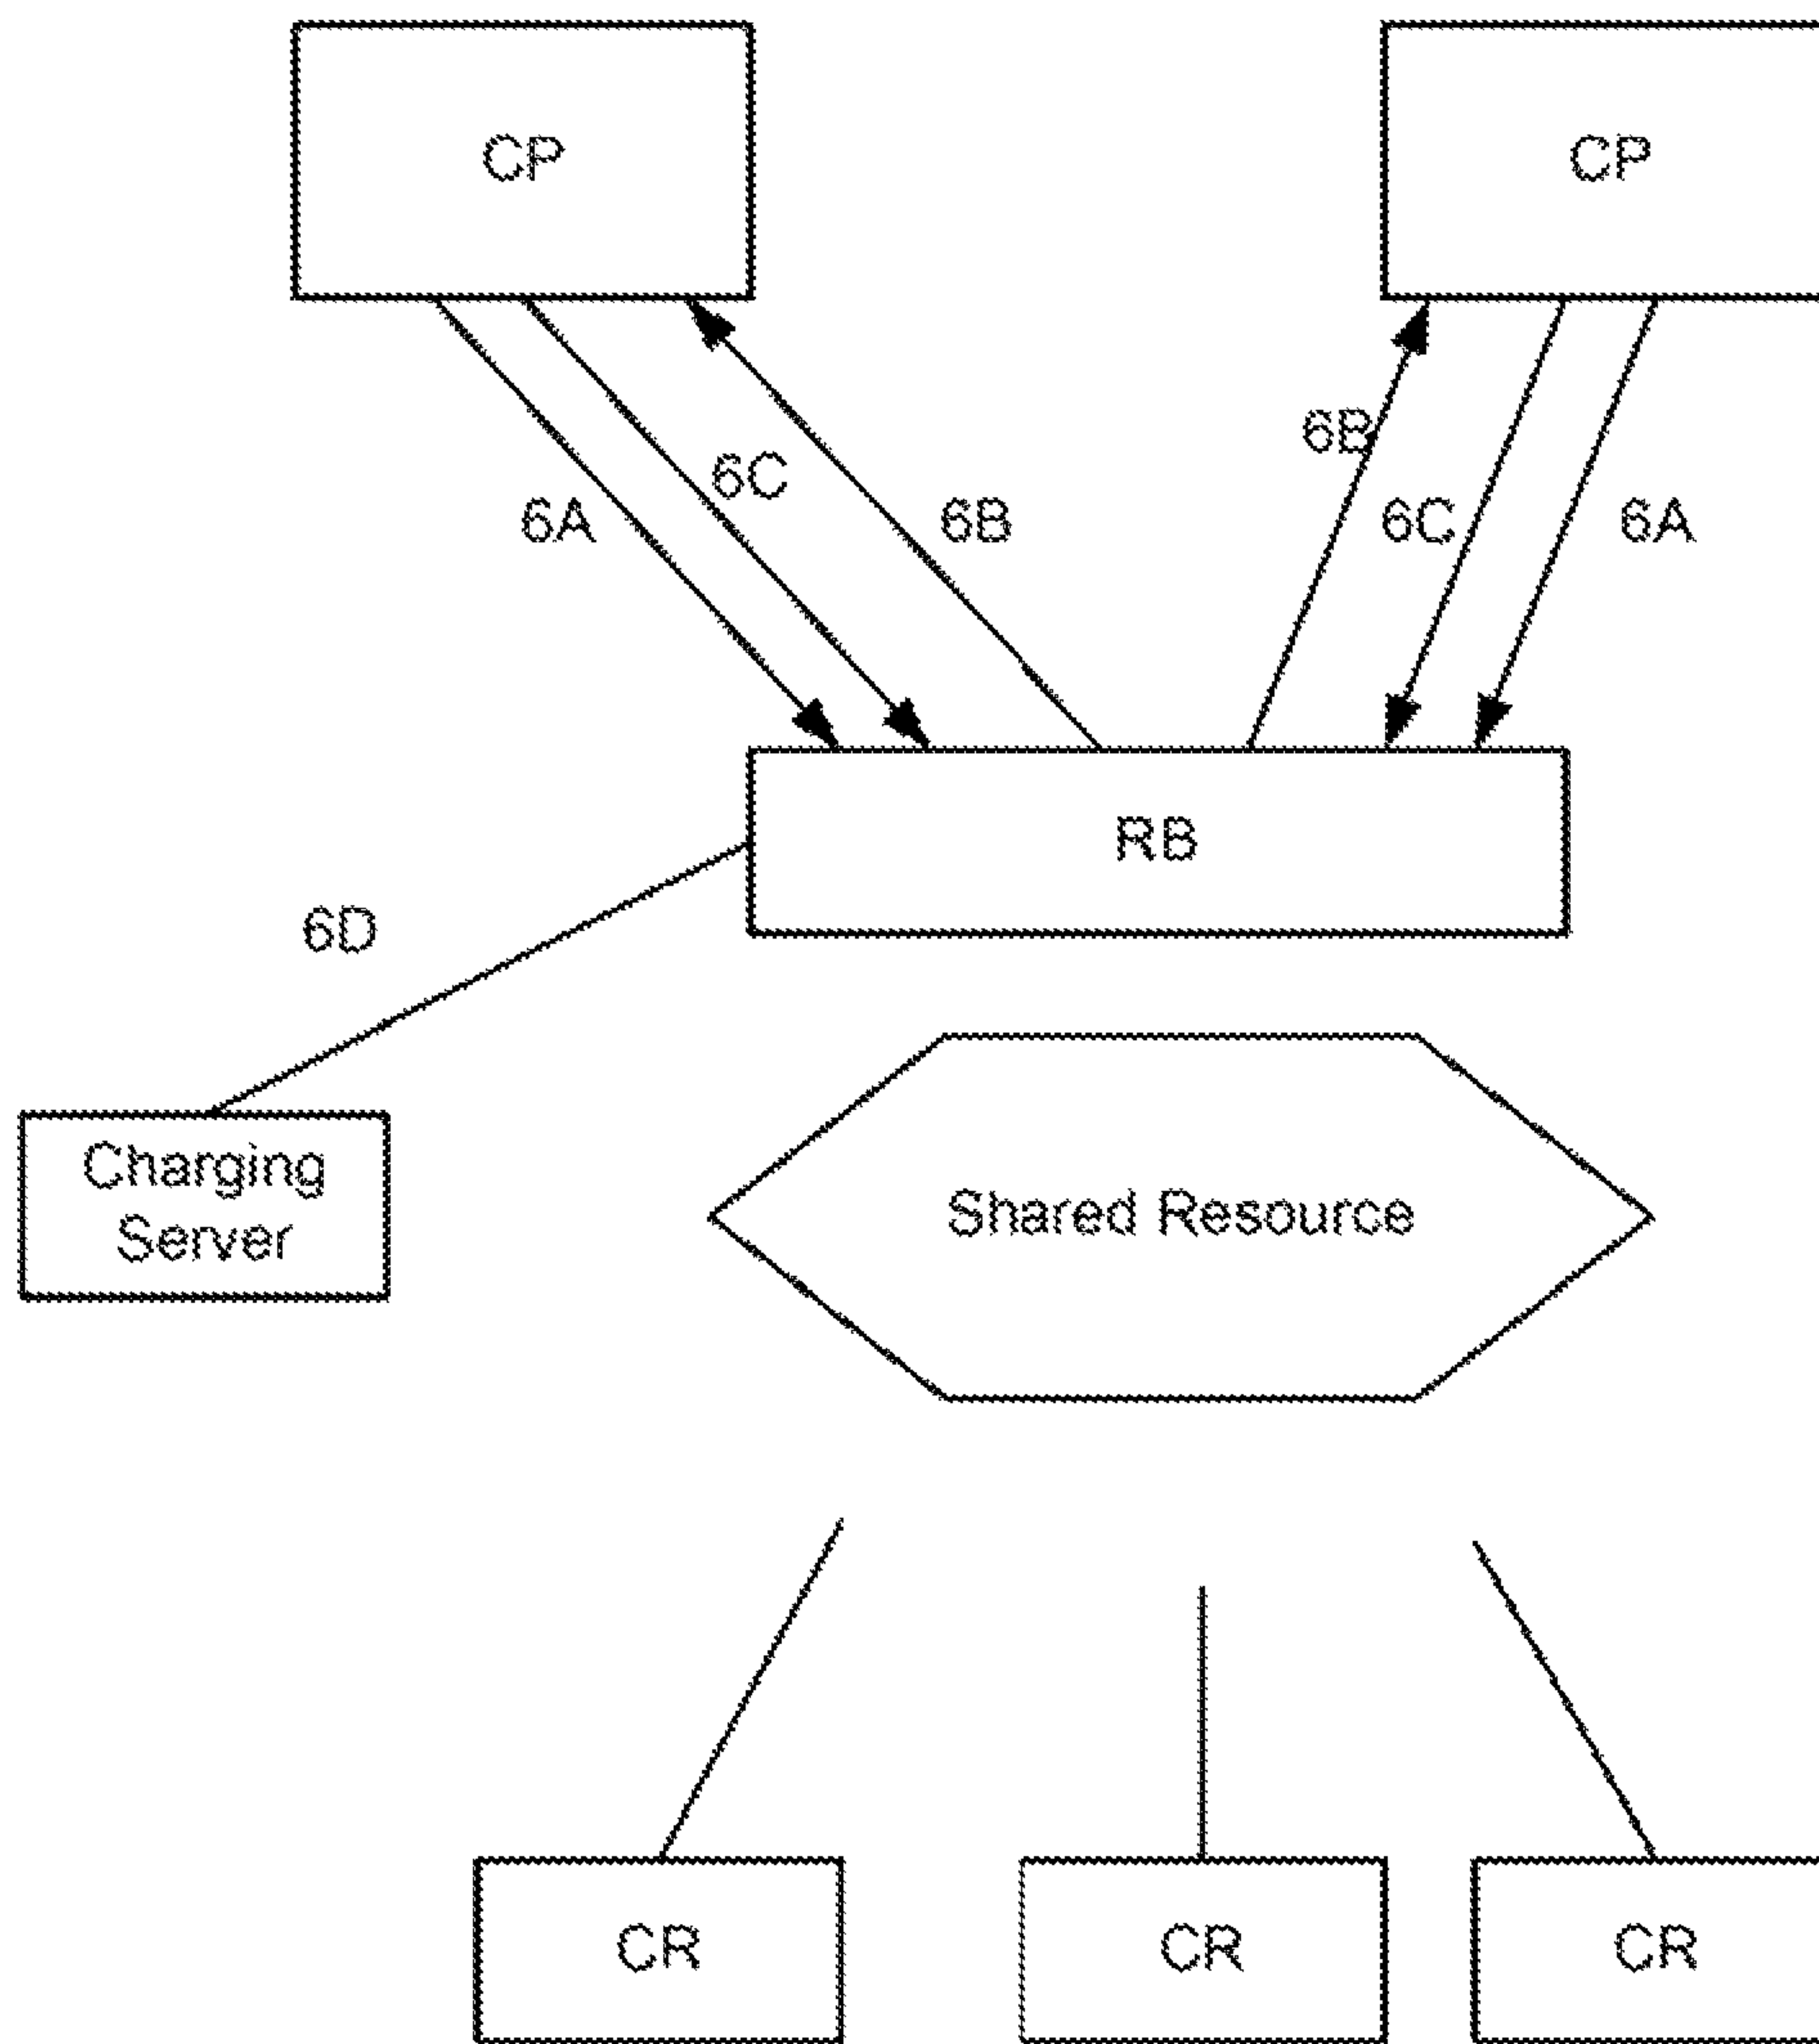 CP
CP
6B
6C
6A
6B
6C
6A
RB
6D
Charging
Server
Shared Resource
CR
CR
CR